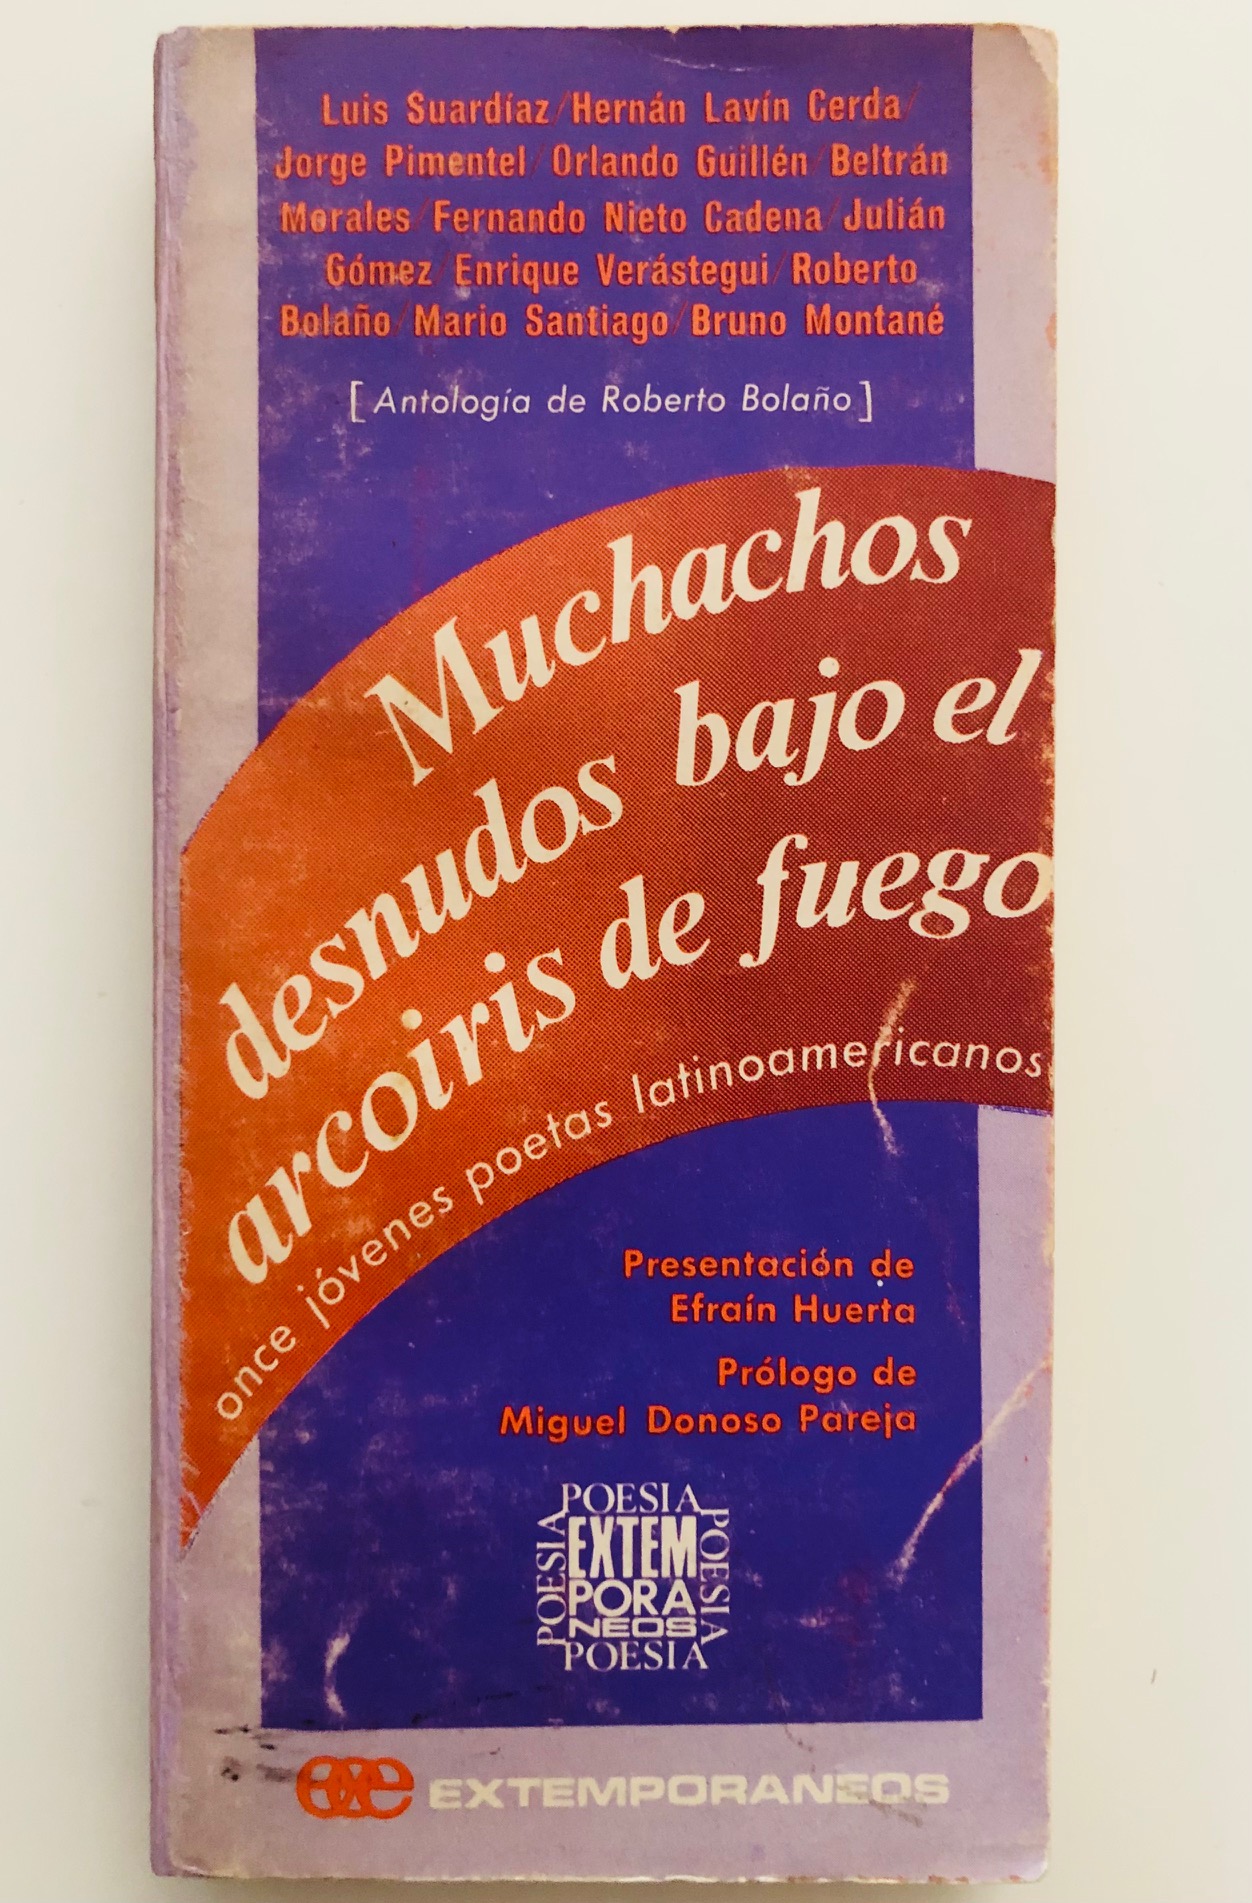 Luis Suardíaz/Hernán Lavín Cerda/
Jorge Pimentel/Orlando Guillén/Beltrán
Morales/Fernando Nieto Cadena/Julián
Gómez/Enrique Verástegui/Roberto
Bolaño/Mario Santiago/Bruno Montané
[Antología de Roberto Bolaño]
Muchachos
desnudos bajo el
arcoiris de fuego
once jóvenes poetas latinoamericanos
Presentación de
Efraín Huerta
Prólogo de
Miguel Donoso Pareja
POESIA
POESIA
EXTEM
PORA
NEOS
POESIA
POESIA
EXTEMPORANEOS